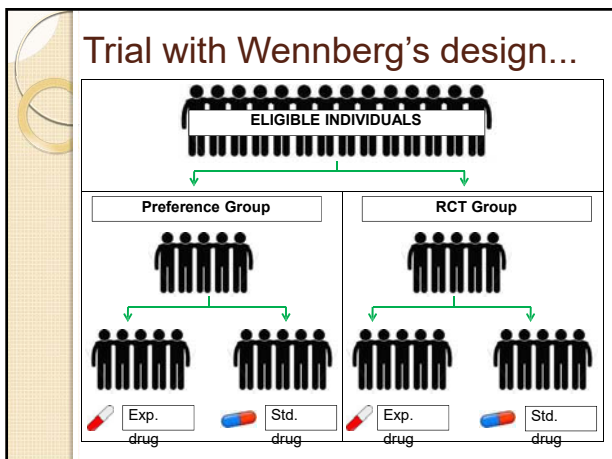 Trial with Wennberg's design...
ELIGIBLE INDIVIDUALS
Preference Group
RCT Group
Exp.
drug
Std.
drug
Exp.
drug
Std.
drug